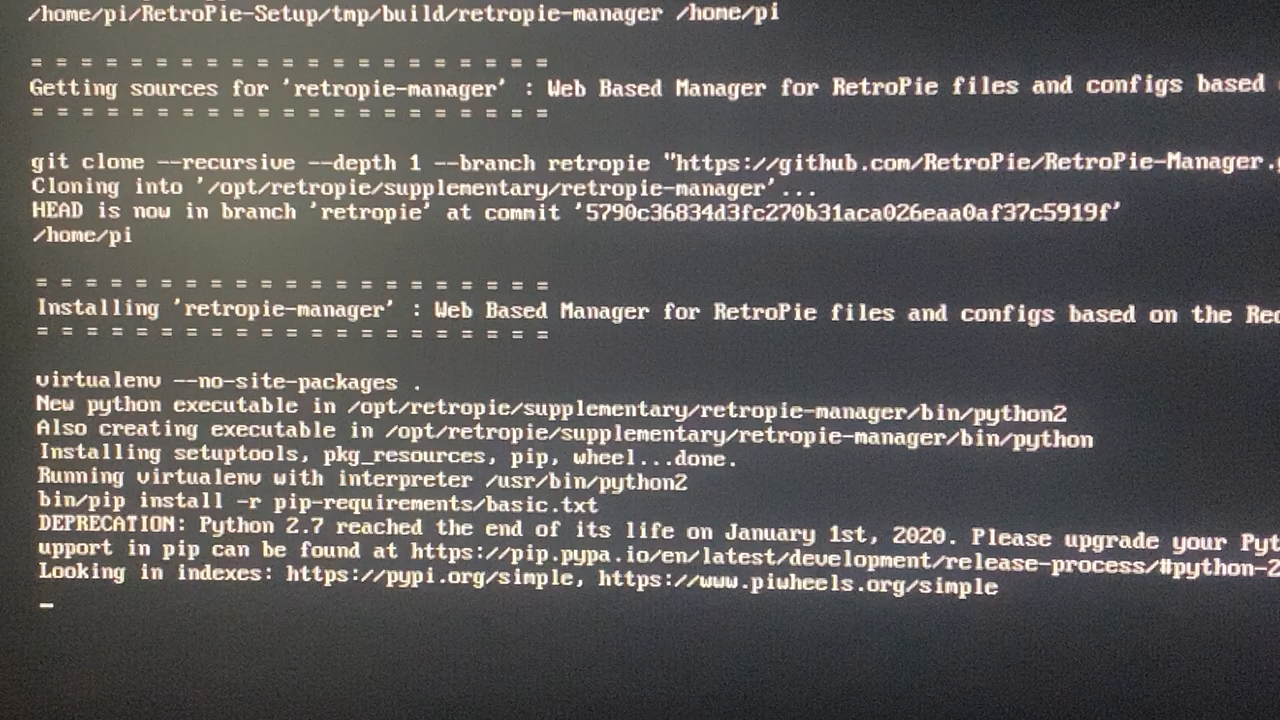 /home/pi/RetroPie-Setup/tmp/build/retropie-manager /home/pi
= = = = = = = = = = = = = = = = = = = = =
Getting sources for 'retropie-manager' : Web Based Manager for RetroPie files and configs based
= = = = = = = = = = = = = = = = = = = = =
git clone --recursive --depth 1 --branch retropie "https://github.com/RetroPie/RetroPie-Manager.g
Cloning into '/opt/retropie/supplementary/retropie-manager'...
HEAD is now in branch 'retropie' at commit '5790c36834d3fc270b31aca026eaa0af37c5919f'
/home/pi
= = = = = = = = = = = = = = = = = = = = =
Installing 'retropie-manager' : Web Based Manager for RetroPie files and configs based on the Rec
= = = = = = = = = = = = = = = = = = = = =
virtualenv --no-site-packages .
New python executable in /opt/retropie/supplementary/retropie-manager/bin/python2
Also creating executable in /opt/retropie/supplementary/retropie-manager/bin/python
Installing setuptools, pkg_resources, pip, wheel...done.
Running virtualenv with interpreter /usr/bin/python2
bin/pip install -r pip-requirements/basic.txt
DEPRECATION: Python 2.7 reached the end of its life on January 1st, 2020. Please upgrade your Pyt
upport in pip can be found at https://pip.pypa.io/en/latest/development/release-process/#python-2
Looking in indexes: https://pypi.org/simple, https://www.piwheels.org/simple